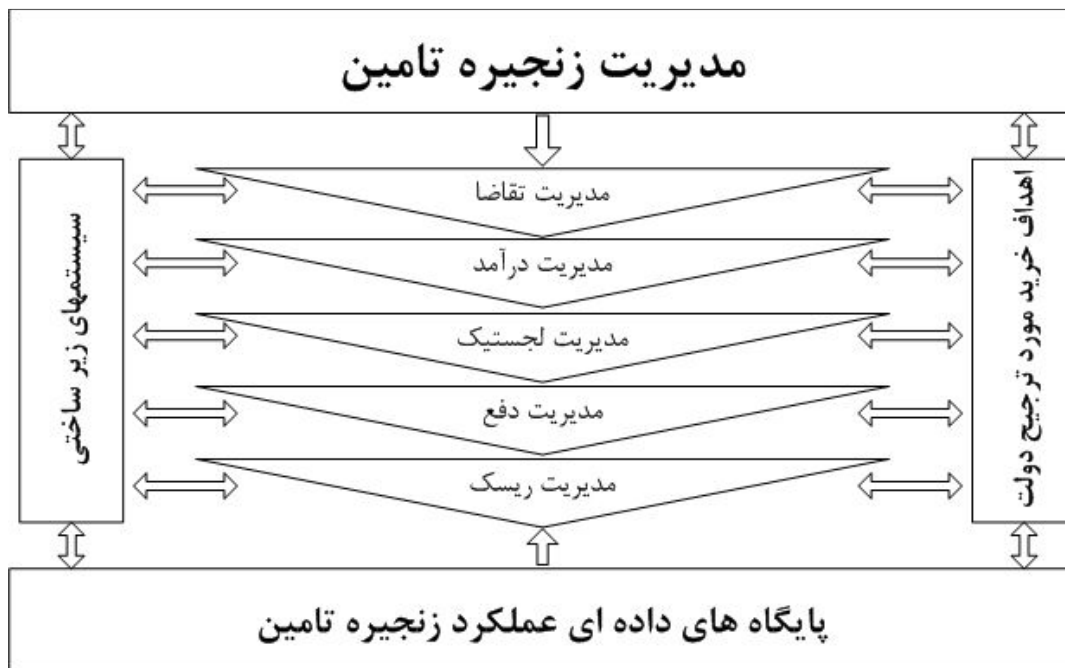 مدیریت زنجیره تامین
اهداف خرید مورد ترجیح دولت
مدیریت تقاضا
مدیریت درآمد
مدیریت لجستیک
مدیریت دفع
مدیریت ریسک
سیستمهای زیر ساختی
پایگاه های داده ای عملکرد زنجیره تامین